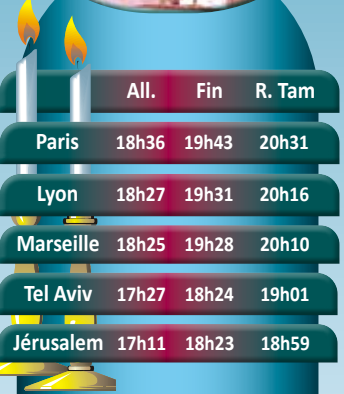 All. Fin R. Tam
Paris 18h36 19h43 20h31
Lyon 18h27 19h31 20h16
Marseille 18h25 19h28 20h10
Tel Aviv 17h27 18h24 19h01
Jérusalem 17h11 18h23 18h59